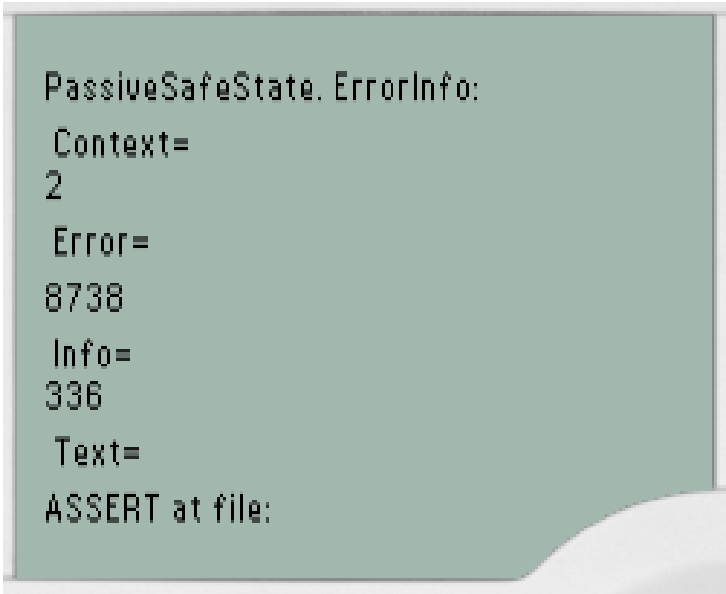 PassiveSafeState. ErrorInfo:
Context=
2
Error=
8738
Info=
336
Text=
ASSERT at file: